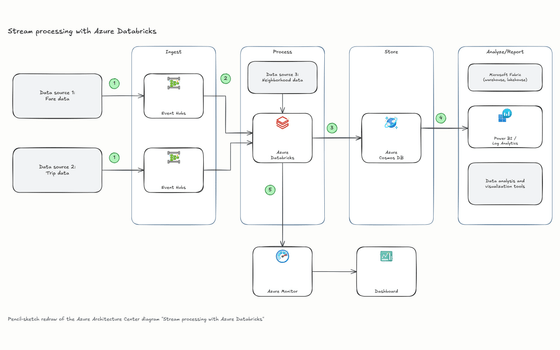 Stream processing with Azure Databricks
Ingest
Process
Store
Analyze/Report
Data source 1:
Fare data
1
Event Hubs
2
Data source 3:
Neighborhood data
Azure
Databricks
3
Azure
Cosmos DB
4
Microsoft Fabric
(warehouse, lakehouse)
Power BI /
Log Analytics
Data source 2:
Trip data
1
Event Hubs
5
Data analysis and
visualization tools
Azure Monitor
Dashboard
Pencil-sketch redraw of the Azure Architecture Center diagram "Stream processing with Azure Databricks"